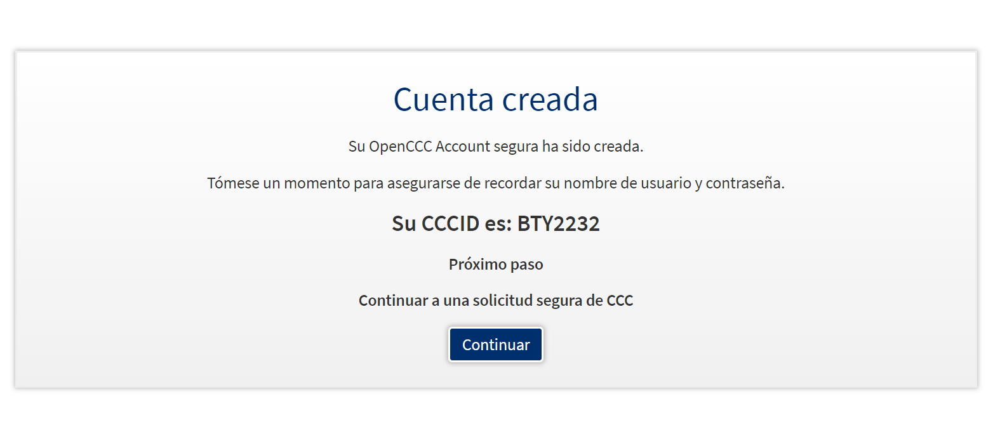 Cuenta creada
Su OpenCCC Account segura ha sido creada.
Tómese un momento para asegurarse de recordar su nombre de usuario y contraseña.
Su CCCID es: BTY2232
Próximo paso
Continuar a una solicitud segura de CCC
Continuar